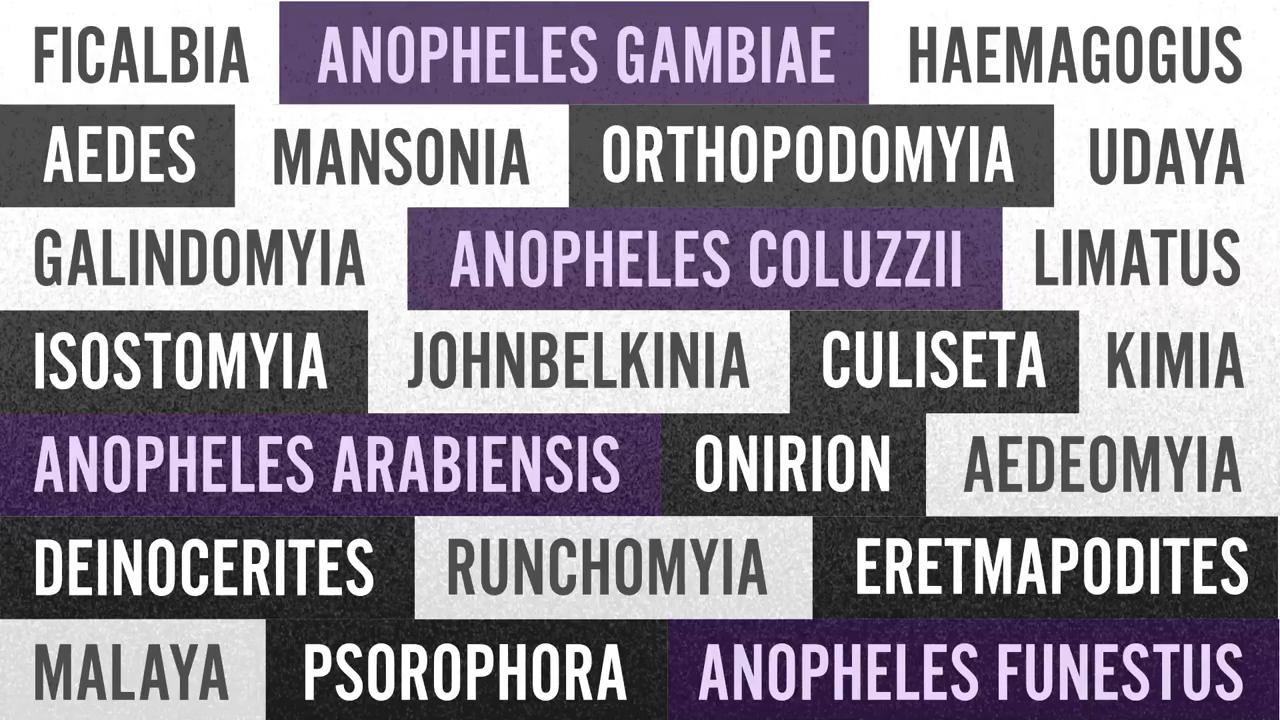 FICALBIA ANOPHELES GAMBIAE HAEMAGOGUS
AEDES MANSONIA ORTHOPODOMYIA UDAYA
GALINDOMYIA ANOPHELES COLUZZII LIMATUS
ISOSTOMYIA JOHNBELKINIA CULISETA KIMIA
ANOPHELES ARABIENSIS ONIRION AEDEOMYIA
DEINOCERITES RUNCHOMYIA ERETMAPODITES
MALAYA PSOROPHORA ANOPHELES FUNESTUS